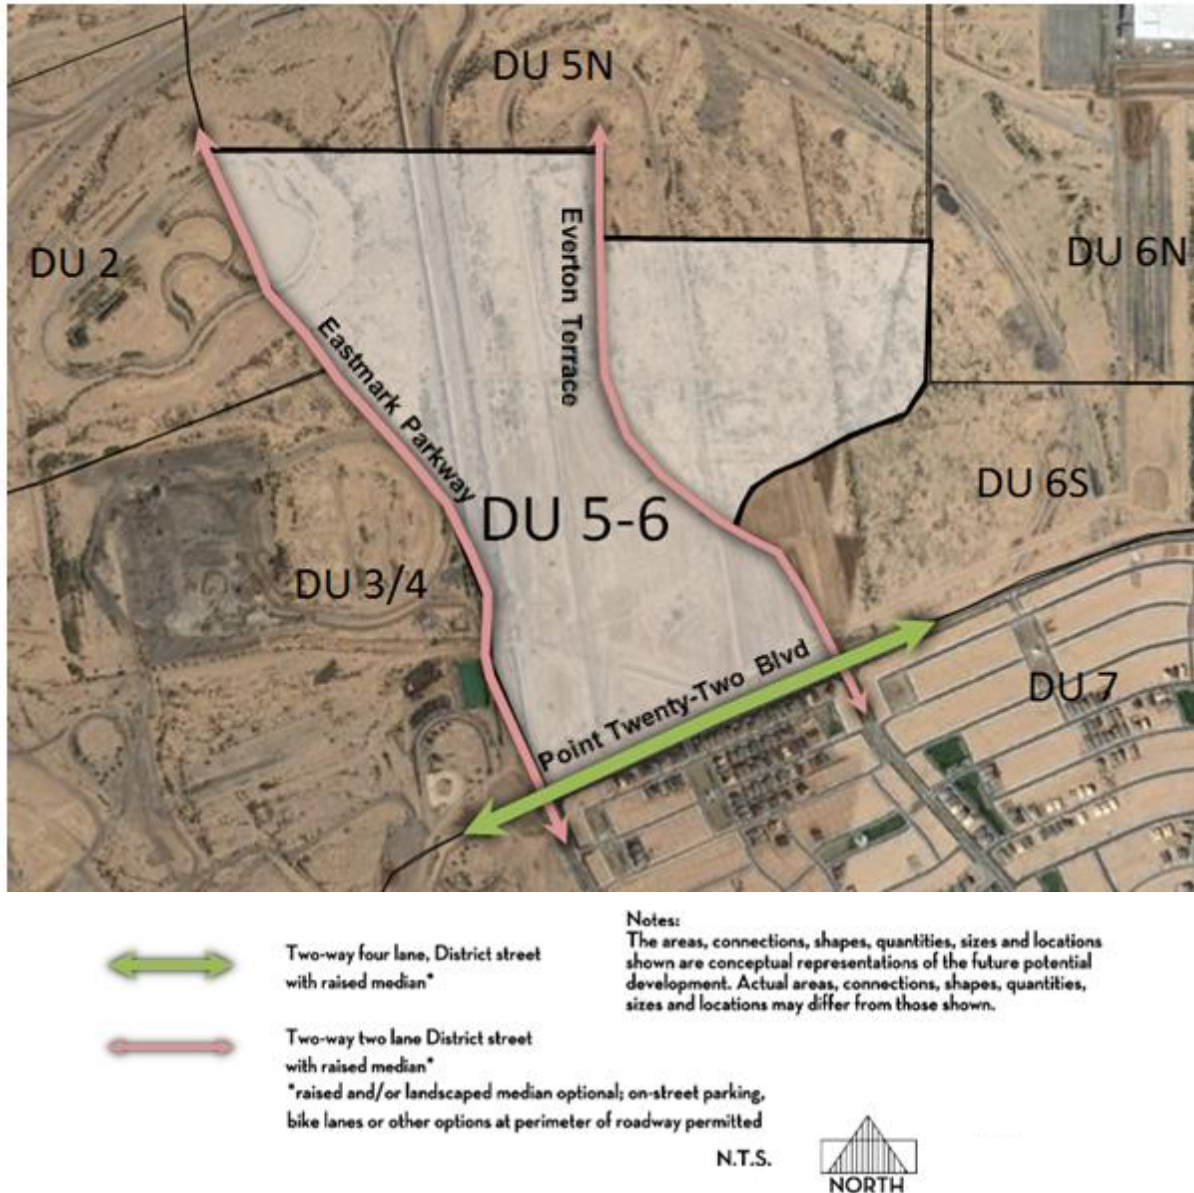 DU 5N
DU 2
DU 6N
Everton Terrace
Eastmark Parkway
DU 5-6
DU 6S
DU 3/4
DU 7
Point Twenty-Two Blvd
Two-way four lane, District street
with raised median*
Two-way two lane District street
with raised median*
*raised and/or landscaped median optional; on-street parking,
bike lanes or other options at perimeter of roadway permitted
Notes:
The areas, connections, shapes, quantities, sizes and locations
shown are conceptual representations of the future potential
development. Actual areas, connections, shapes, quantities,
sizes and locations may differ from those shown.
N.T.S.
NORTH